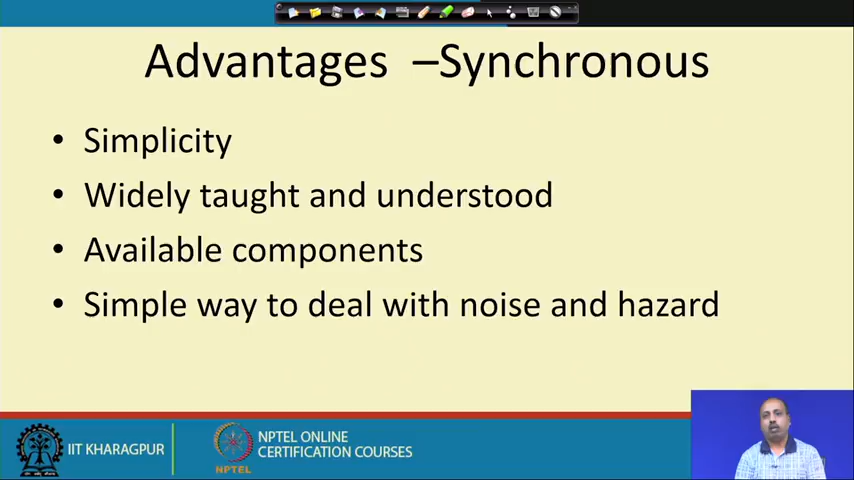 Advantages –Synchronous
• Simplicity
• Widely taught and understood
• Available components
• Simple way to deal with noise and hazard
IIT KHARAGPUR
NPTEL
NPTEL ONLINE
CERTIFICATION COURSES